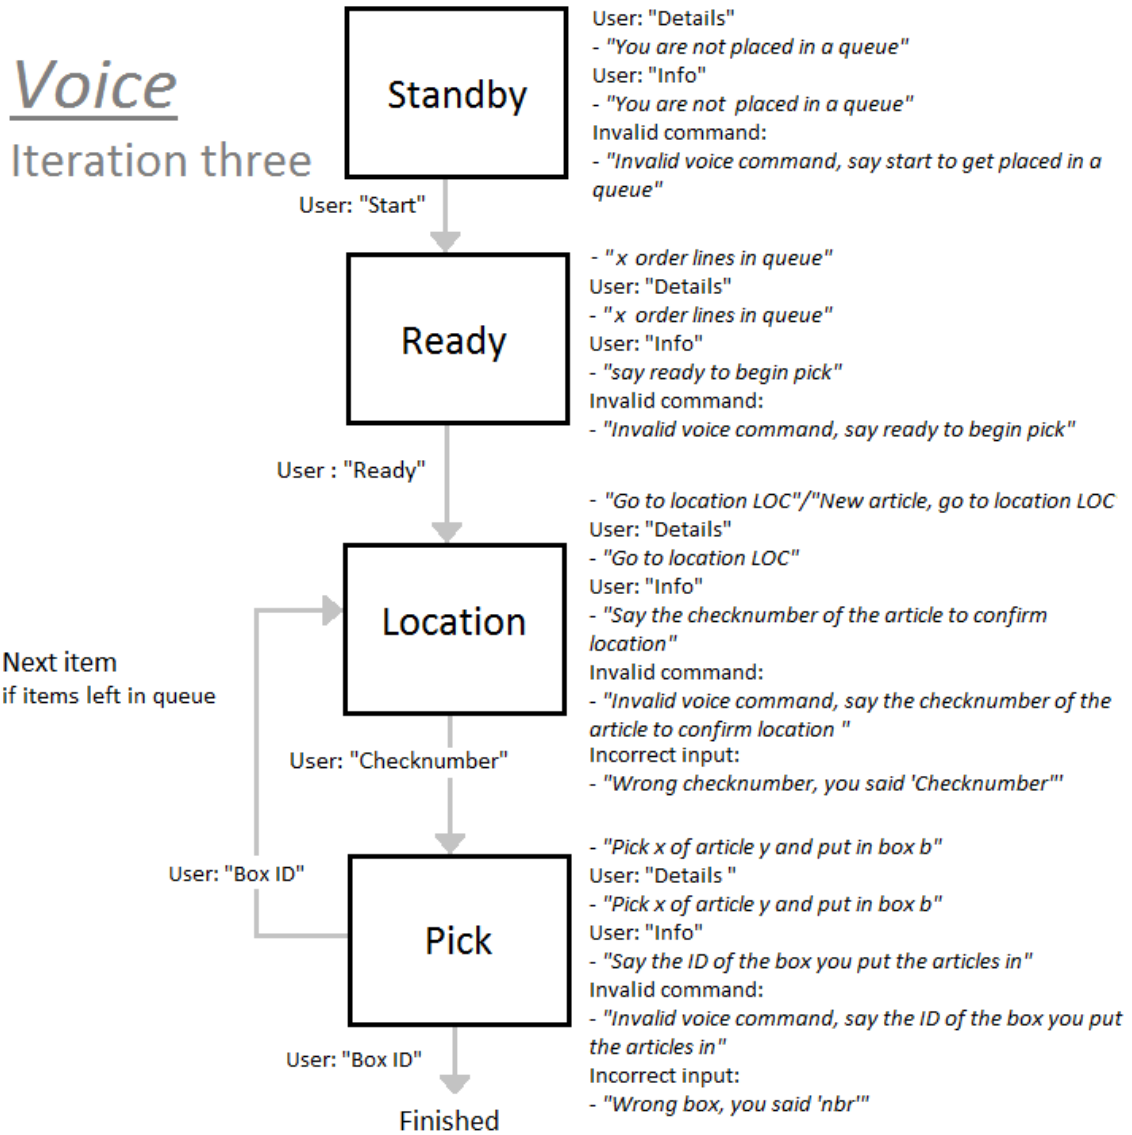 Voice
Iteration three
Standby
User: "Details"
- "You are not placed in a queue"
User: "Info"
- "You are not  placed in a queue"
Invalid command:
- "Invalid voice command, say start to get placed in a
queue"
User: "Start"
Ready
- "x order lines in queue"
User: "Details"
- "x order lines in queue"
User: "Info"
- "say ready to begin pick"
Invalid command:
- "Invalid voice command, say ready to begin pick"
User : "Ready"
Location
- "Go to location LOC"/"New article, go to location LOC
User: "Details"
- "Go to location LOC"
User: "Info"
- "Say the checknumber of the article to confirm
location"
Invalid command:
- "Invalid voice command, say the checknumber of the
article to confirm location "
Incorrect input:
- "Wrong checknumber, you said 'Checknumber"'
Next item
if items left in queue
User: "Checknumber"
User: "Box ID"
Pick
- "Pick x of article y and put in box b"
User: "Details "
- "Pick x of article y and put in box b"
User: "Info"
- "Say the ID of the box you put the articles in"
Invalid command:
- "Invalid voice command, say the ID of the box you put
the articles in"
Incorrect input:
- "Wrong box, you said 'nbr'"
User: "Box ID"
Finished